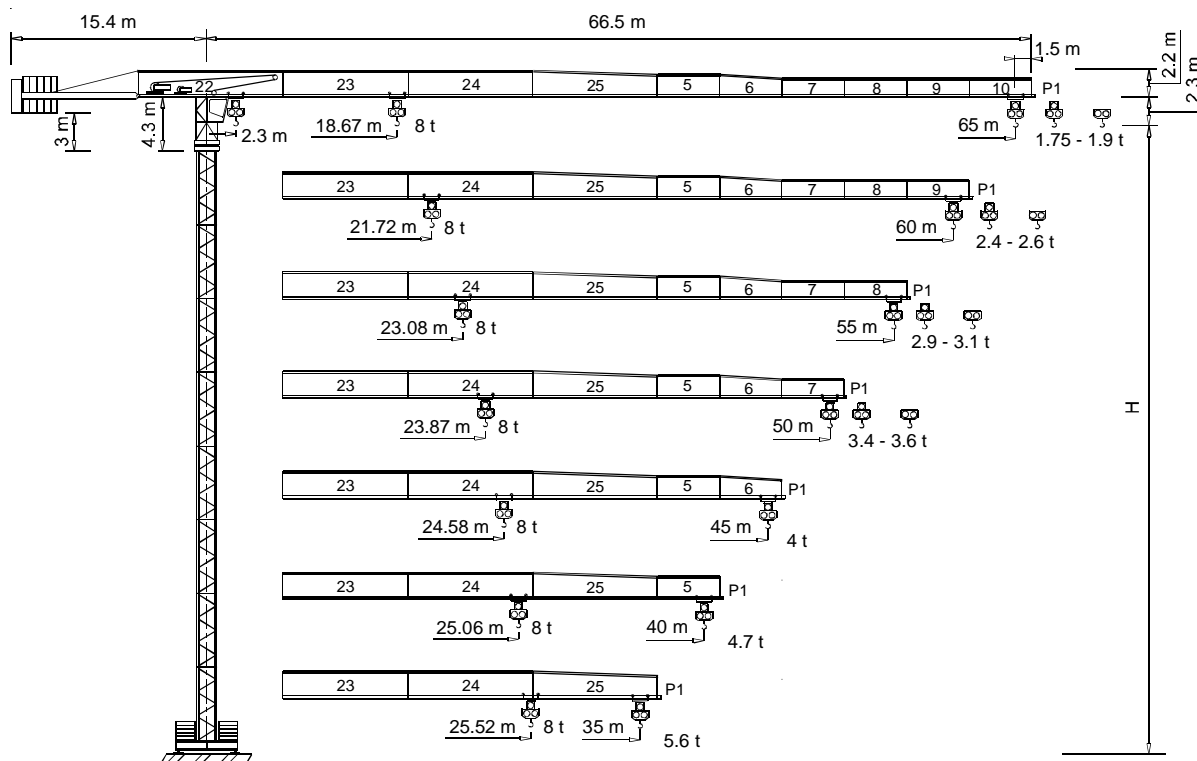 15.4 m
66.5 m
1.5 m
2.2 m
2.3 m
22
23
24
25
5
6
7
8
9
10
P1
3 m
4.3 m
2.3 m
18.67 m
8 t
65 m
1.75 - 1.9 t
23
24
25
5
6
7
8
9
P1
21.72 m
8 t
60 m
2.4 - 2.6 t
23
24
25
5
6
7
8
P1
23.08 m
8 t
55 m
2.9 - 3.1 t
23
24
25
5
6
7
P1
23.87 m
8 t
50 m
3.4 - 3.6 t
H
23
24
25
5
6
P1
24.58 m
8 t
45 m
4 t
23
24
25
5
P1
25.06 m
8 t
40 m
4.7 t
23
24
25
P1
25.52 m
8 t
35 m
5.6 t